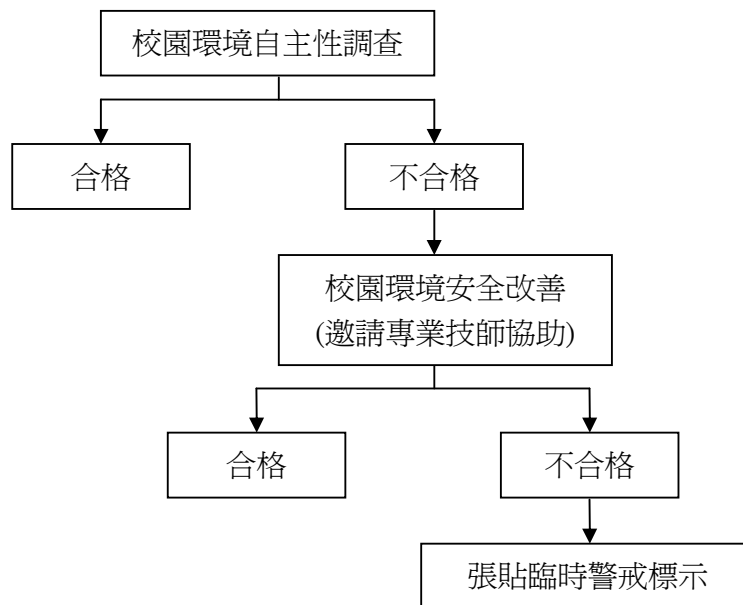 校園環境自主性調查
合格
不合格
校園環境安全改善
(邀請專業技師協助)
合格
不合格
張貼臨時警戒標示